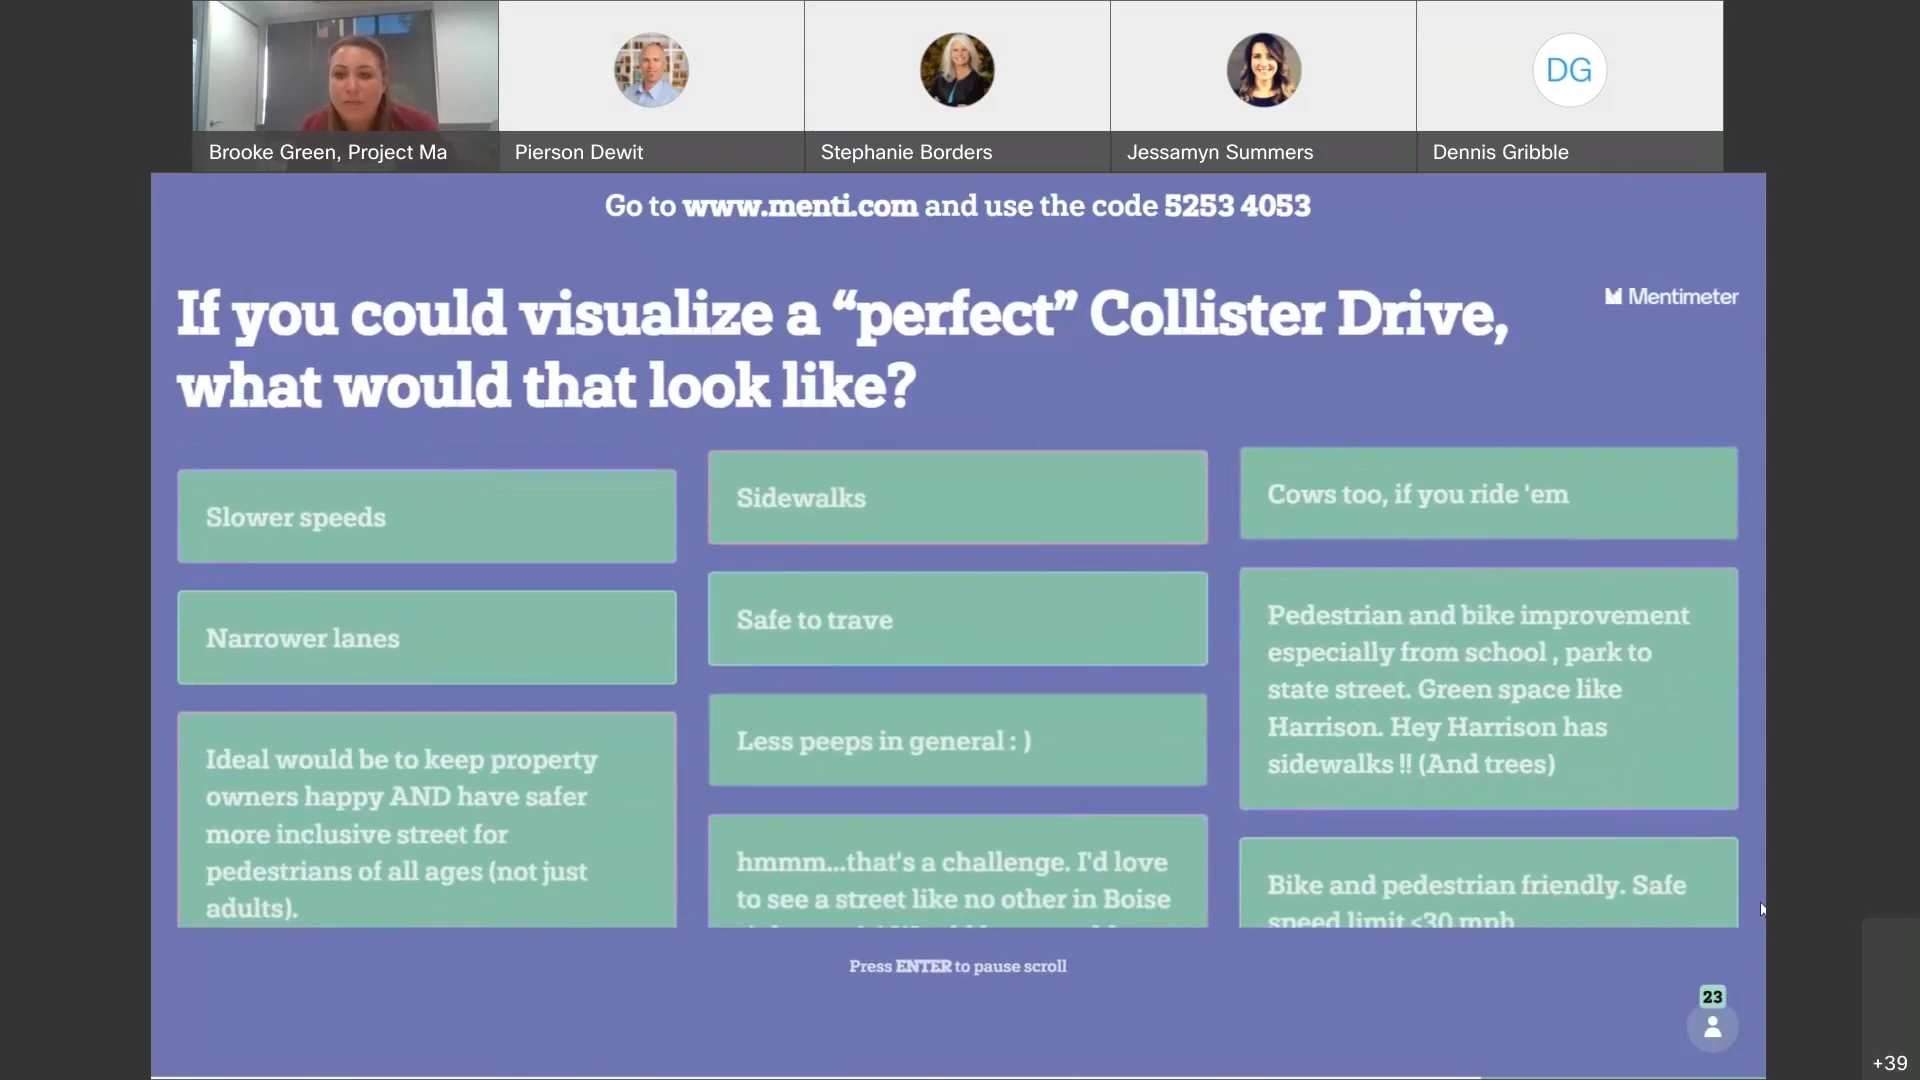 Brooke Green, Project Ma
Pierson Dewit
Stephanie Borders
Jessamyn Summers
DG
Dennis Gribble
Go to www.menti.com and use the code 5253 4053
If you could visualize a “perfect” Collister Drive,
what would that look like?
Mentimeter
Slower speeds
Narrower lanes
Ideal would be to keep property
owners happy AND have safer
more inclusive street for
pedestrians of all ages (not just
adults).
Sidewalks
Safe to trave
Less peeps in general : )
hmmm...that's a challenge. I'd love
to see a street like no other in Boise
Cows too, if you ride 'em
Pedestrian and bike improvement
especially from school , park to
state street. Green space like
Harrison. Hey Harrison has
sidewalks !! (And trees)
Bike and pedestrian friendly. Safe
speed limit <30 mph
Press ENTER to pause scroll
23
+39